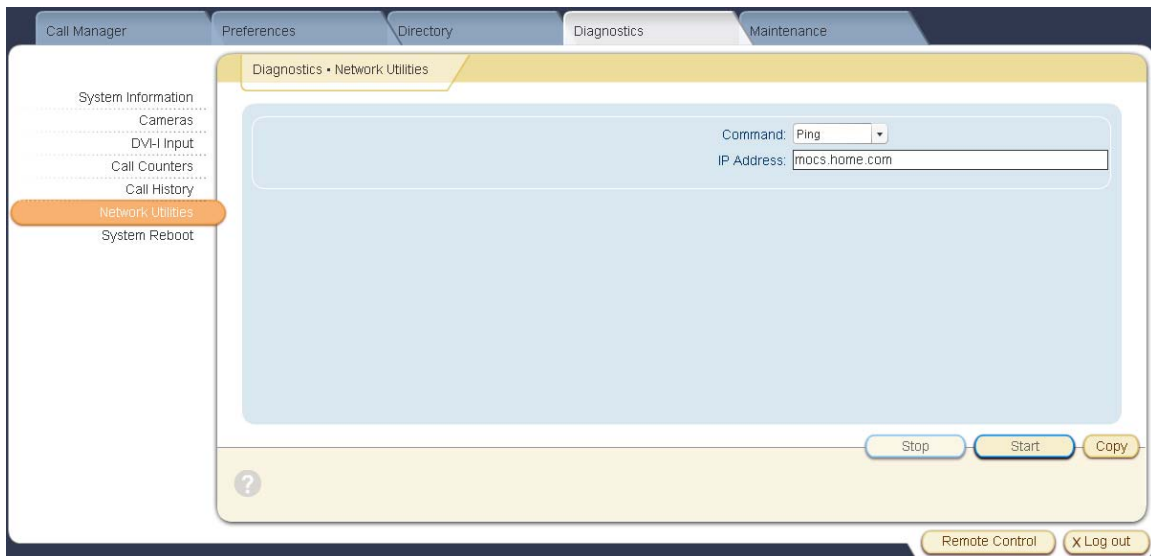 Call Manager
Preferences
Directory
Diagnostics
Maintenance
Diagnostics • Network Utilities
System Information
Cameras
DVI-I Input
Call Counters
Call History
Network Utilities
System Reboot
Command: Ping
IP Address: mocs.home.com
Stop
Start
Copy
?
Remote Control
X Log out